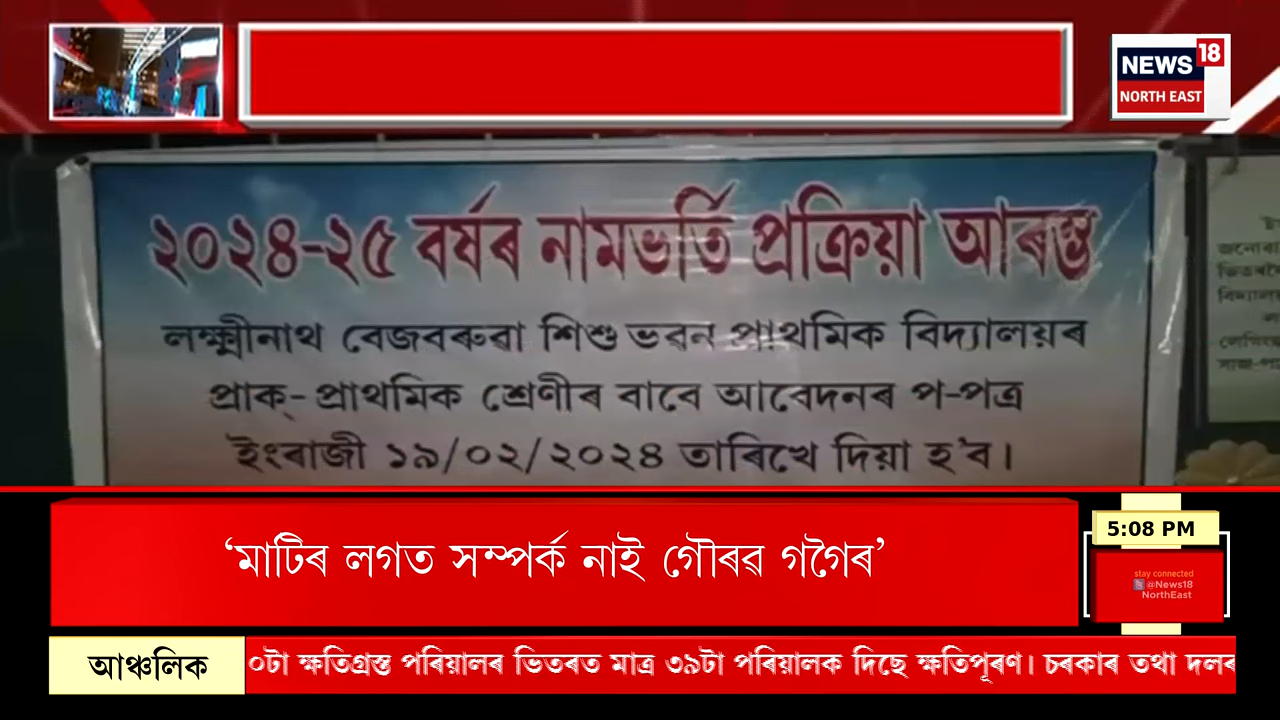 NEWS 18
NORTH EAST
২০২৪-২৫ বৰ্ষৰ নামভৰ্তি প্ৰক্ৰিয়া আৰম্ভ
লক্ষ্মীনাথ বেজবৰুৱা শিশু ভৱন প্ৰাথমিক বিদ্যালয়ৰ
প্ৰাক্-প্ৰাথমিক শ্ৰেণীৰ বাবে আবেদনৰ প-পত্ৰ
ইংৰাজী ১৯/০২/২০২৪ তাৰিখে দিয়া হ'ব।
‘মাটিৰ লগত সম্পৰ্ক নাই গৌৰৱ গগৈৰ’
5:08 PM
stay connected
@News18
NorthEast
আঞ্চলিক
০টা ক্ষতিগ্ৰস্ত পৰিয়ালৰ ভিতৰত মাত্ৰ ৩৯টা পৰিয়ালক দিছে ক্ষতিপূৰণ। চৰকাৰ তথা দলৰ